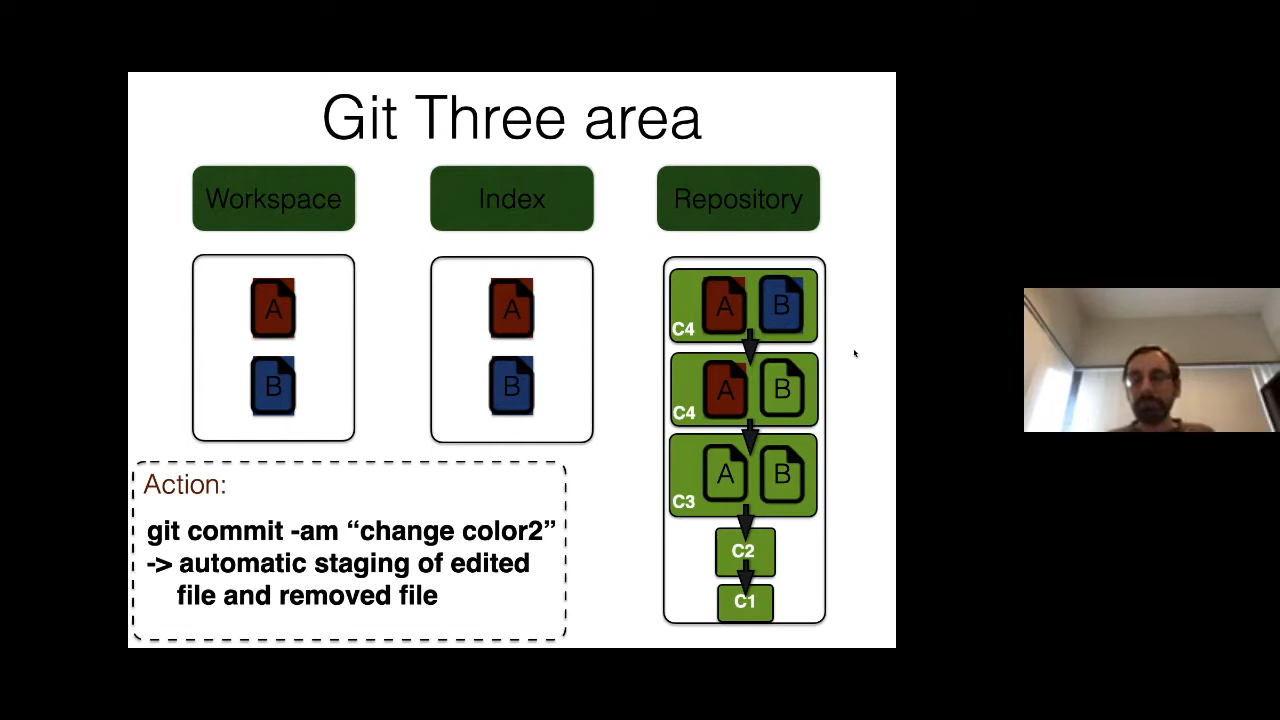 Git Three area
Workspace
Index
Repository
A
B
A
B
A
B
C4
A
B
C4
A
B
C3
C2
C1
Action:
git commit -am “change color2”
-> automatic staging of edited
file and removed file